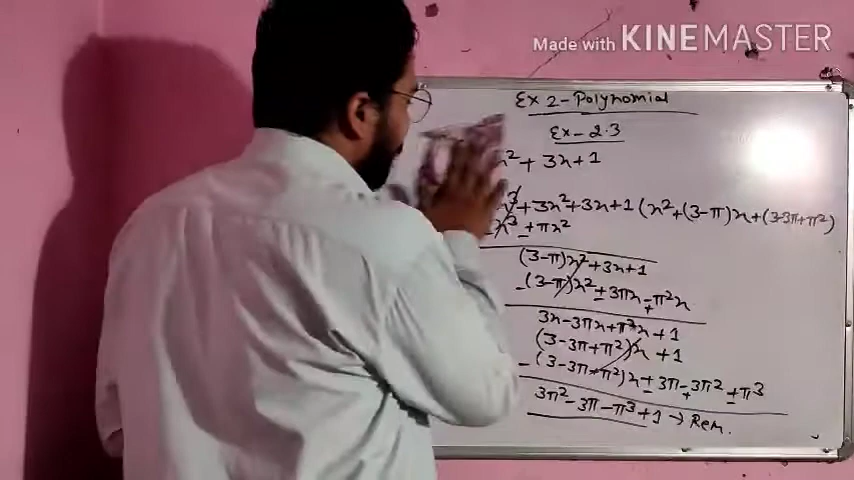 Made with KINEMASTER
Ex 2 - Polynomial
Ex - 2.3
x² + 3x + 1
x³ + 3x² + 3x + 1 ( x² + (3-π)x + (3-3π+π²)
x³ + πx²
-
(3-π)x² + 3x + 1
-(3-π)x² ± 3πx - π²x
+
3x - 3πx + π²x + 1
(3-3π+π²)x + 1
-(3-3π+π²)x ± 3π - 3π² ± π³
+
3π² - 3π - π³ + 1 → Rem.